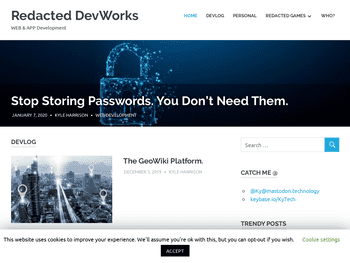 Redacted DevWorks
WEB & APP Development
HOME DEVLOG PERSONAL REDACTED GAMES WHO?
Stop Storing Passwords. You Don't Need Them.
JANUARY 7, 2020 KYLE HARRISON WEB DEVELOPMENT
DEVLOG
The GeoWiki Platform.
DECEMBER 3, 2019 KYLE HARRISON
Search ...
CATCH ME @
@Ky@mastodon.technology
keybase.io/KyTech
TRENDY POSTS
This website uses cookies to improve your experience. We'll assume you're ok with this, but you can opt-out if you wish. Cookie settings
ACCEPT